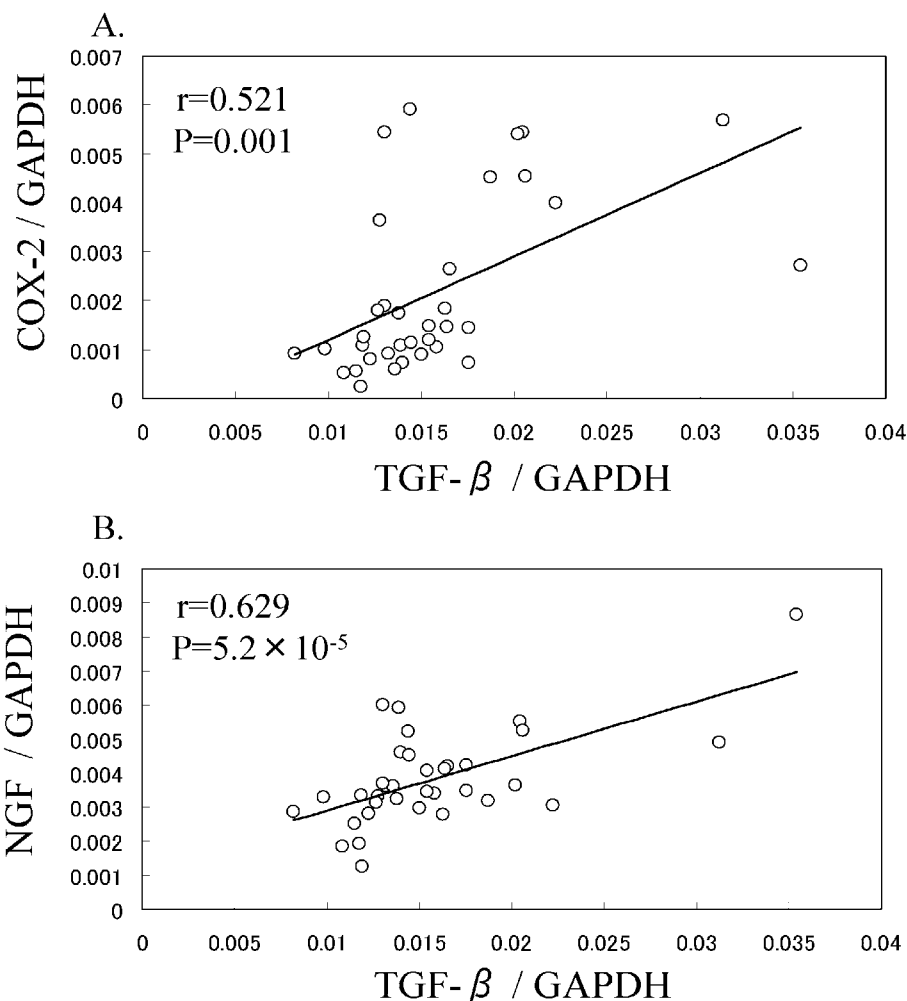 A.
0.007
0.006
0.005
0.004
0.003
0.002
0.001
0
COX-2 / GAPDH
r=0.521
P=0.001
0 0.005 0.01 0.015 0.02 0.025 0.03 0.035 0.04
TGF-β / GAPDH
B.
0.01
0.009
0.008
0.007
0.006
0.005
0.004
0.003
0.002
0.001
0
NGF / GAPDH
r=0.629
P=5.2×10⁻⁵
0 0.005 0.01 0.015 0.02 0.025 0.03 0.035 0.04
TGF-β / GAPDH